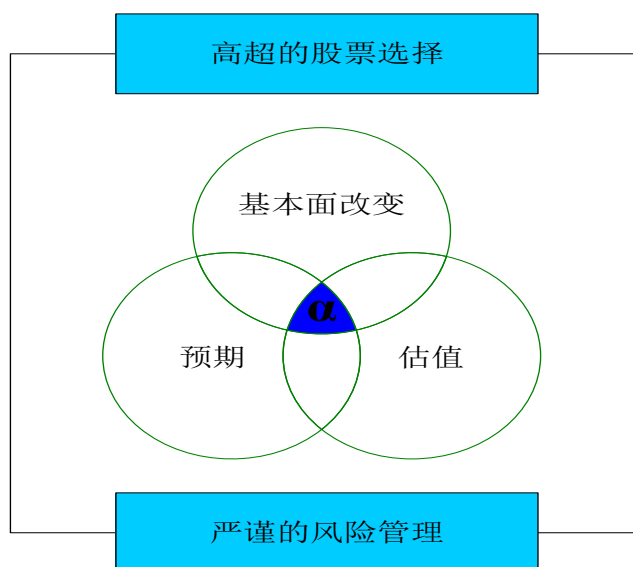 高超的股票选择
基本面改变
α
预期
估值
严谨的风险管理